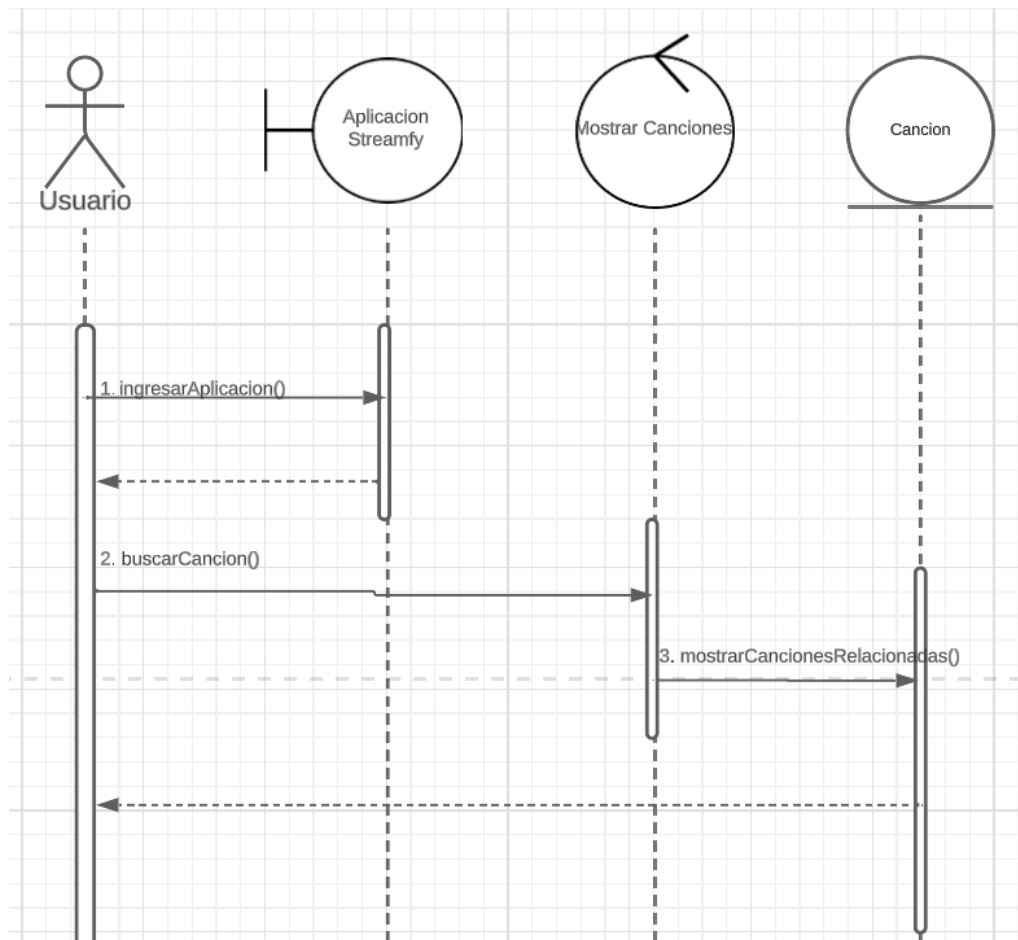 Aplicacion
Streamfy
Mostrar Canciones
Cancion
Usuario
1. ingresarAplicacion()
2. buscarCancion()
3. mostrarCancionesRelacionadas()